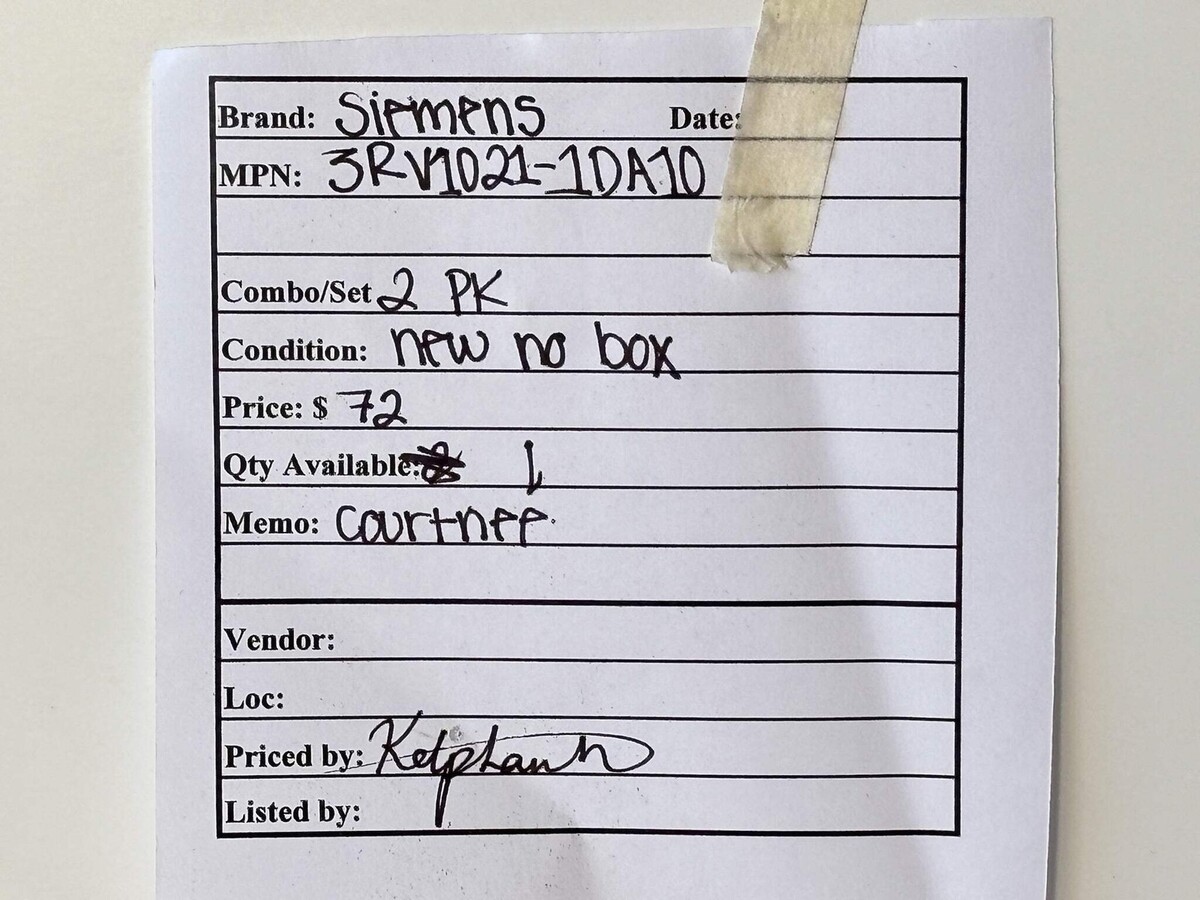 Brand: Siemens Date:
MPN: 3RV1021-1DA10
Combo/Set 2 PK
Condition: new no box
Price: $ 72
Qty Available: 1
Memo: Courtnee
Vendor:
Loc:
Priced by:
Listed by: